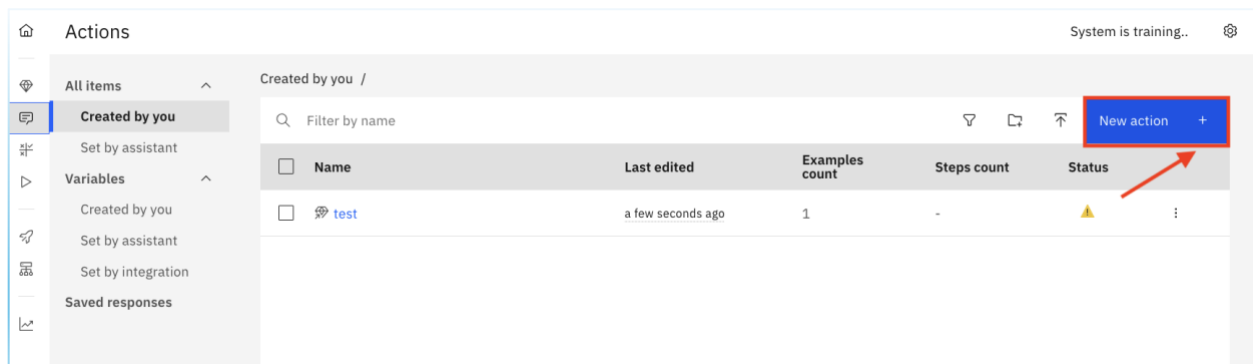 Actions
System is training..
All items
Created by you
Set by assistant
Variables
Created by you
Set by assistant
Set by integration
Saved responses
Created by you /
Filter by name
New action +
Name Last edited Examples count Steps count Status
test a few seconds ago 1 -